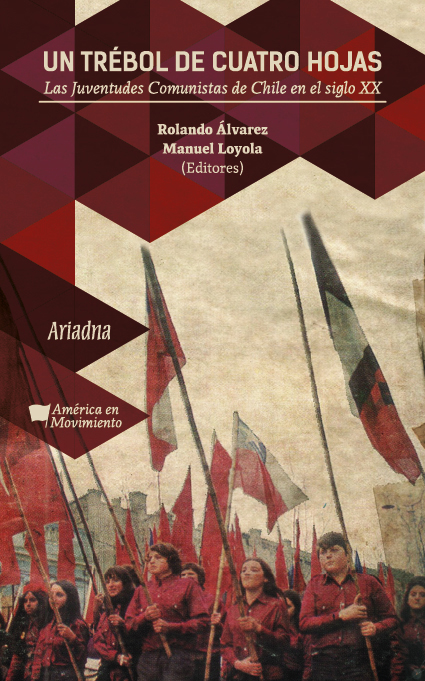 UN TRÉBOL DE CUATRO HOJAS
Las Juventudes Comunistas de Chile en el siglo XX
Rolando Álvarez
Manuel Loyola
(Editores)
Ariadna
América en
Movimiento